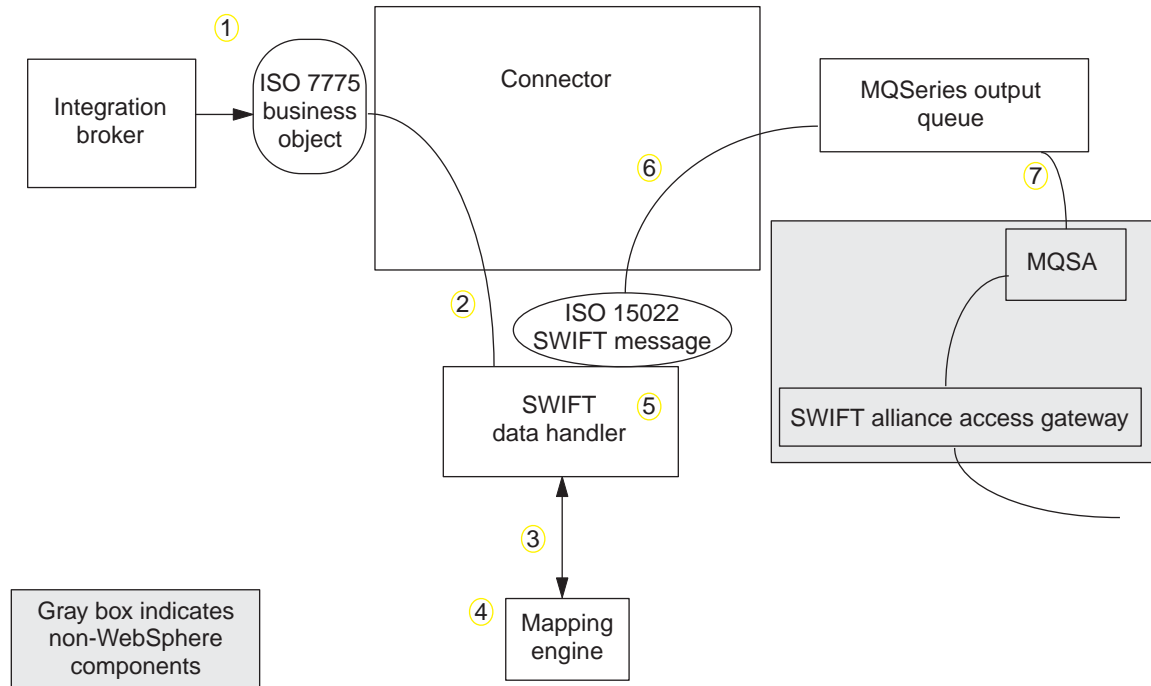 1
Integration
broker
ISO 7775
business
object
Connector
MQSeries output
queue
6
7
MQSA
2
ISO 15022
SWIFT message
SWIFT
data handler
5
SWIFT alliance access gateway
3
4
Mapping
engine
Gray box indicates
non-WebSphere
components